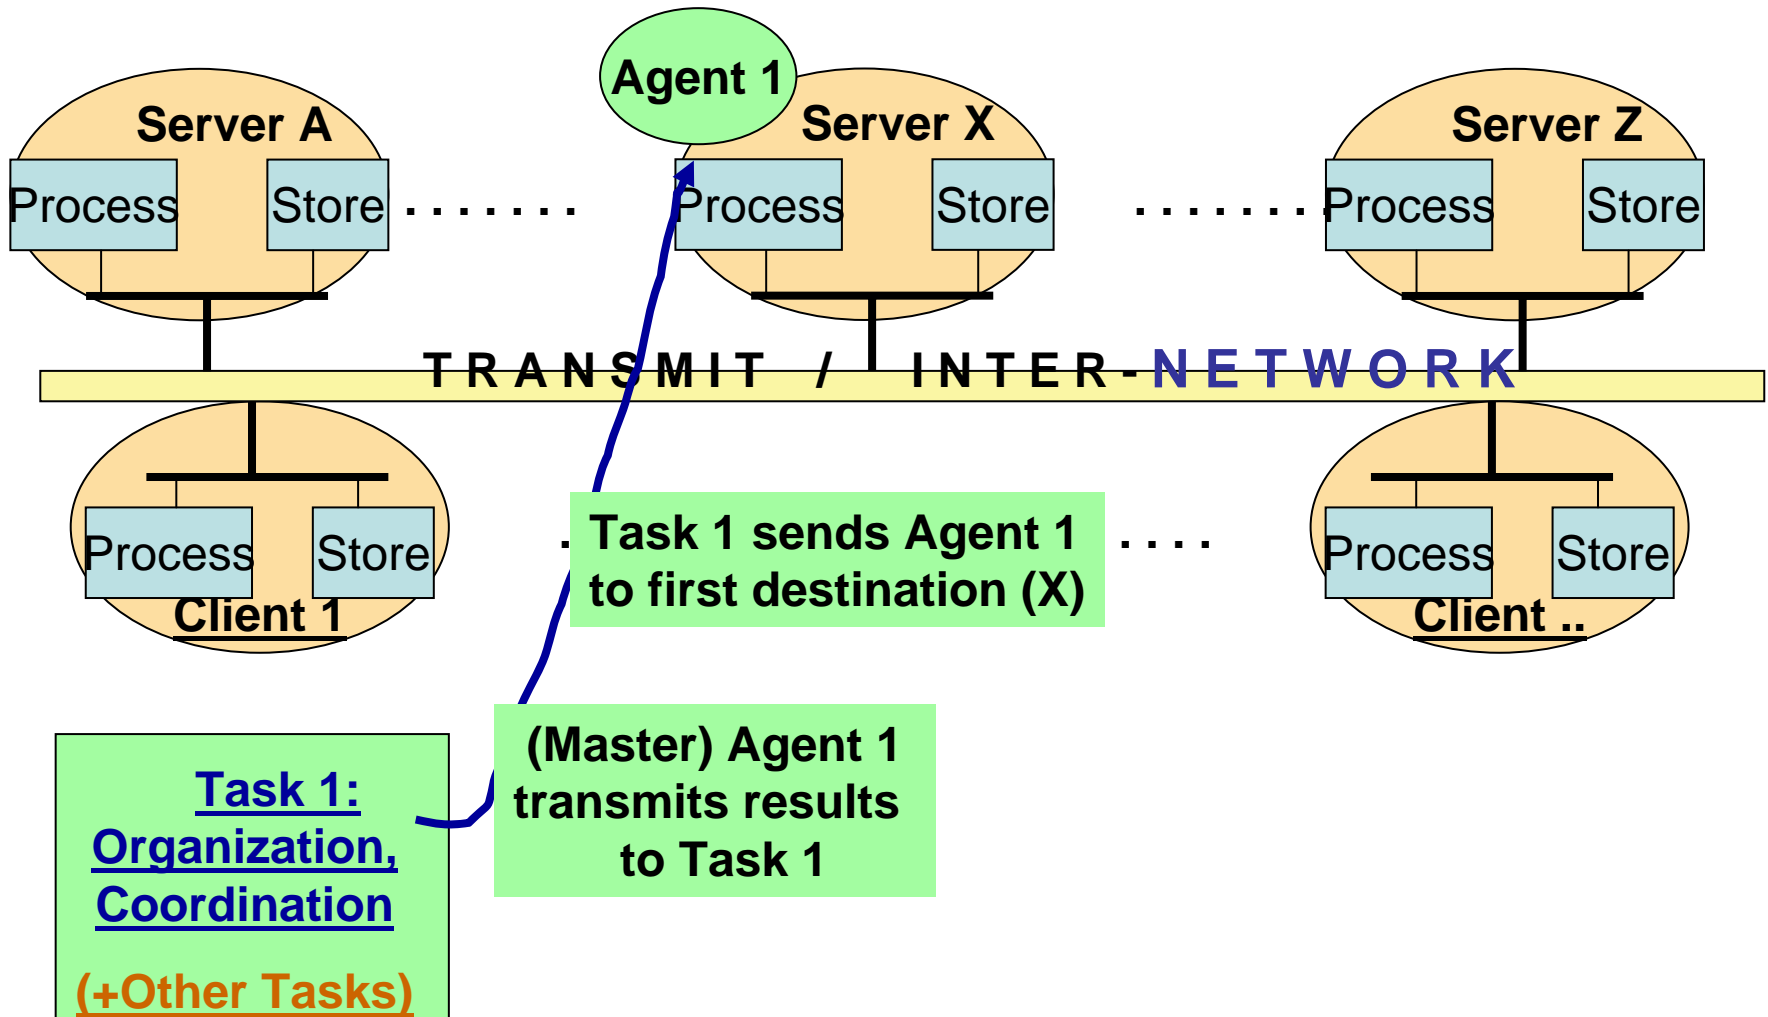 Agent 1
Server A
Server X
Server Z
Process
Store
.......
Process
Store
........
Process
Store
TRANSMIT / INTER-NETWORK
Task 1 sends Agent 1
to first destination (X)
....
Process
Store
Client 1
Process
Store
Client ..
(Master) Agent 1
transmits results
to Task 1
Task 1:
Organization,
Coordination
(+Other Tasks)